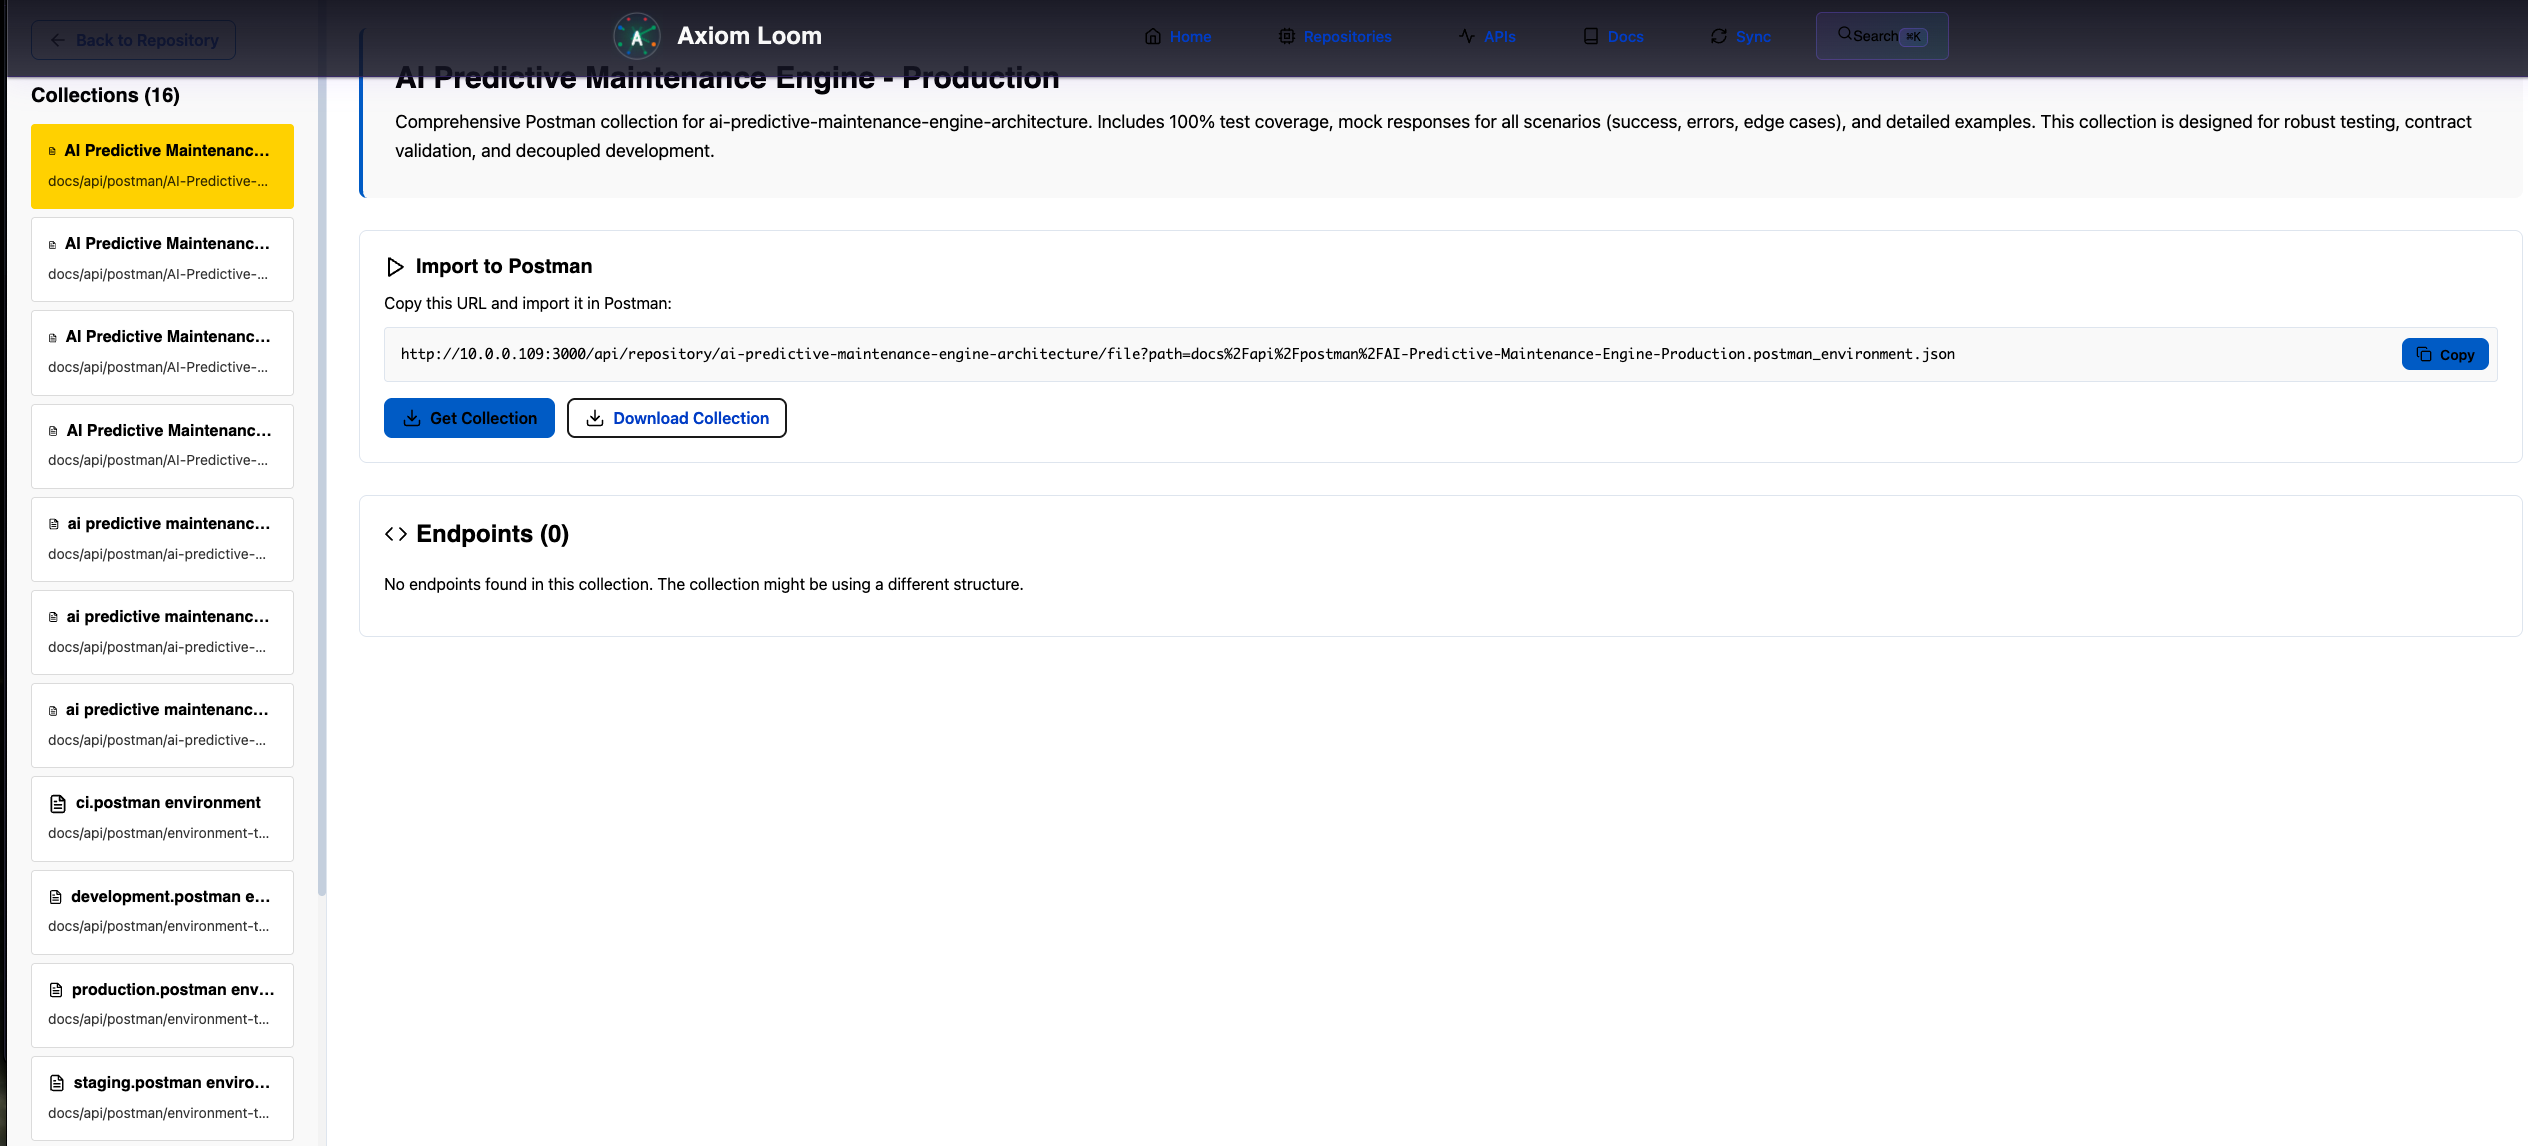 Back to Repository
A
Axiom Loom
Home
Repositories
APIs
Docs
Sync
Search ⌘K
Collections (16)
AI Predictive Maintenanc...
docs/api/postman/AI-Predictive-...
AI Predictive Maintenanc...
docs/api/postman/AI-Predictive-...
AI Predictive Maintenanc...
docs/api/postman/AI-Predictive-...
AI Predictive Maintenanc...
docs/api/postman/AI-Predictive-...
ai predictive maintenanc...
docs/api/postman/ai-predictive-...
ai predictive maintenanc...
docs/api/postman/ai-predictive-...
ai predictive maintenanc...
docs/api/postman/ai-predictive-...
ci.postman environment
docs/api/postman/environment-t...
development.postman e...
docs/api/postman/environment-t...
production.postman env...
docs/api/postman/environment-t...
staging.postman enviro...
docs/api/postman/environment-t...
AI Predictive Maintenance Engine - Production
Comprehensive Postman collection for ai-predictive-maintenance-engine-architecture. Includes 100% test coverage, mock responses for all scenarios (success, errors, edge cases), and detailed examples. This collection is designed for robust testing, contract
validation, and decoupled development.
Import to Postman
Copy this URL and import it in Postman:
http://10.0.0.109:3000/api/repository/ai-predictive-maintenance-engine-architecture/file?path=docs%2Fapi%2Fpostman%2FAI-Predictive-Maintenance-Engine-Production.postman_environment.json
Copy
Get Collection
Download Collection
Endpoints (0)
No endpoints found in this collection. The collection might be using a different structure.